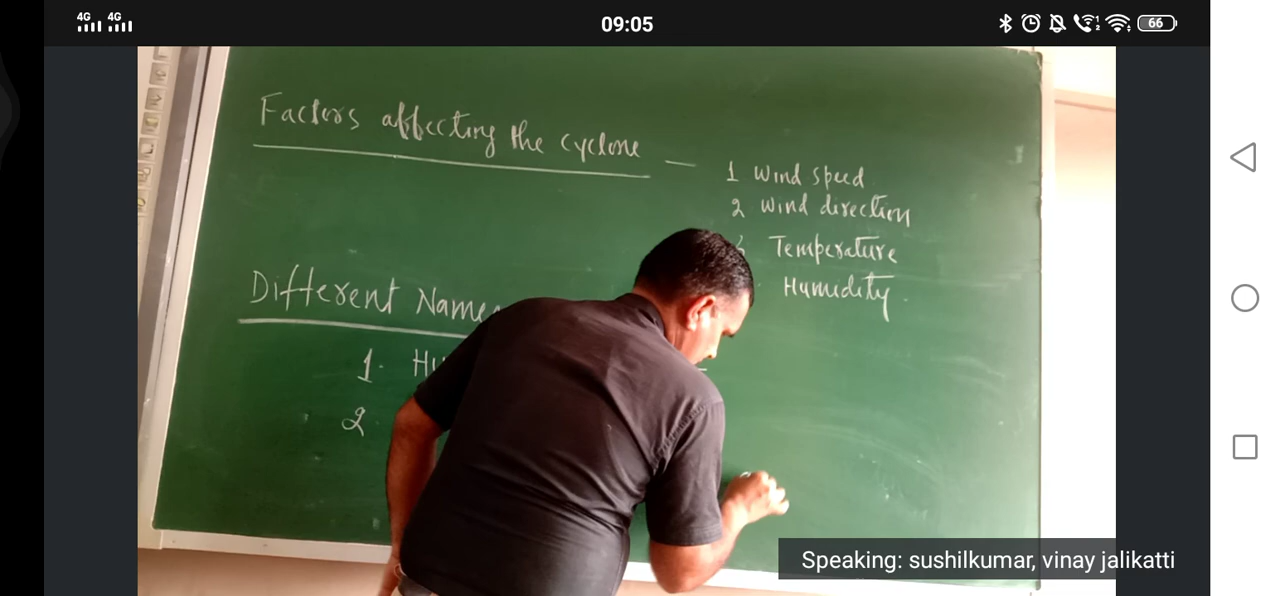 4G 4G 09:05 66
Factors affecting the cyclone — 1 Wind speed
2 Wind direction
Temperature
Humidity.
Different Name
1.
2
Speaking: sushilkumar, vinay jalikatti